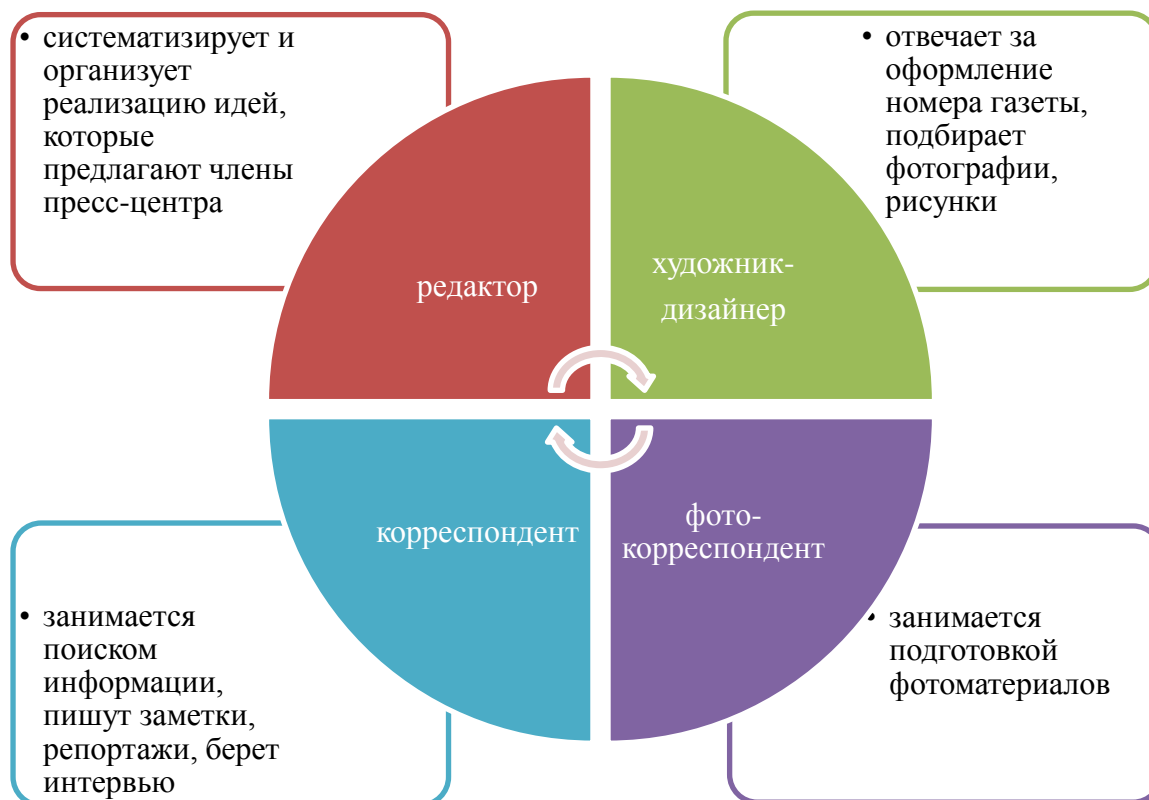 • систематизирует и
организует
реализацию идей,
которые
предлагают члены
пресс-центра
• отвечает за
оформление
номера газеты,
подбирает
фотографии,
рисунки
редактор
художник-
дизайнер
корреспондент
фото-
корреспондент
• занимается
поиском
информации,
пишут заметки,
репортажи, берет
интервью
• занимается
подготовкой
фотоматериалов